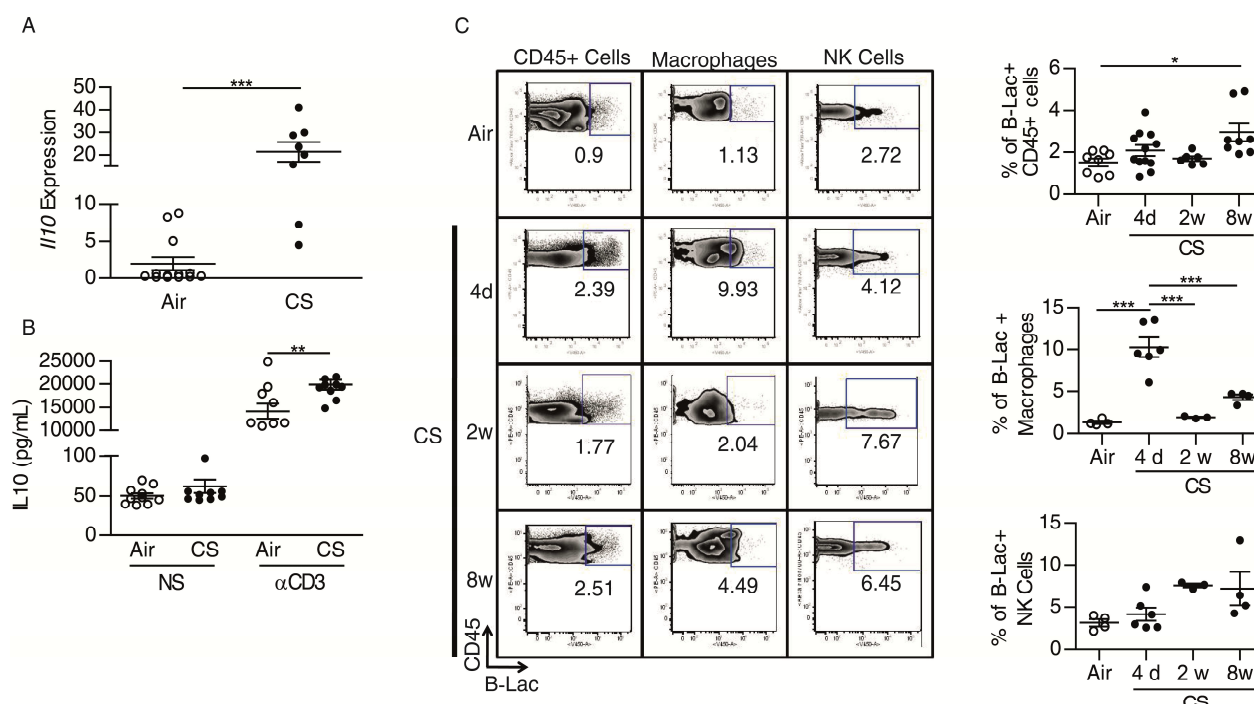 A
Il10 Expression
50
40
30
20
10
5
0
***
Air CS
B
IL10 (pg/mL)
25000
20000
15000
10000
100
50
0
**
Air CS Air CS
NS αCD3
C
CD45+ Cells Macrophages NK Cells
Air
0.9 1.13 2.72
CS
4d
2.39 9.93 4.12
2w
1.77 2.04 7.67
8w
2.51 4.49 6.45
CD45
B-Lac
% of B-Lac+
CD45+ cells
6
4
2
0
*
Air 4d 2w 8w
CS
% of B-Lac +
Macrophages
15
10
5
0
***
*** ***
Air 4 d 2 w 8w
CS
% of B-Lac+
NK Cells
15
10
5
0
Air 4 d 2 w 8w
CS